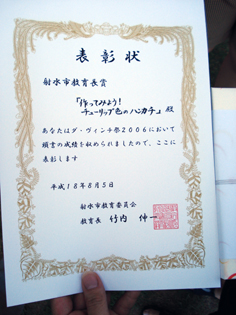 表彰状
射水市教育長賞
「作ってみよう!
チューリップ色のハンカチ」殿
あなたはダ・ヴィンチ祭2006において
頭書の成績を収められましたので、ここに
表彰します
平成18年8月5日
射水市教育委員会
教育長 竹内 伸一